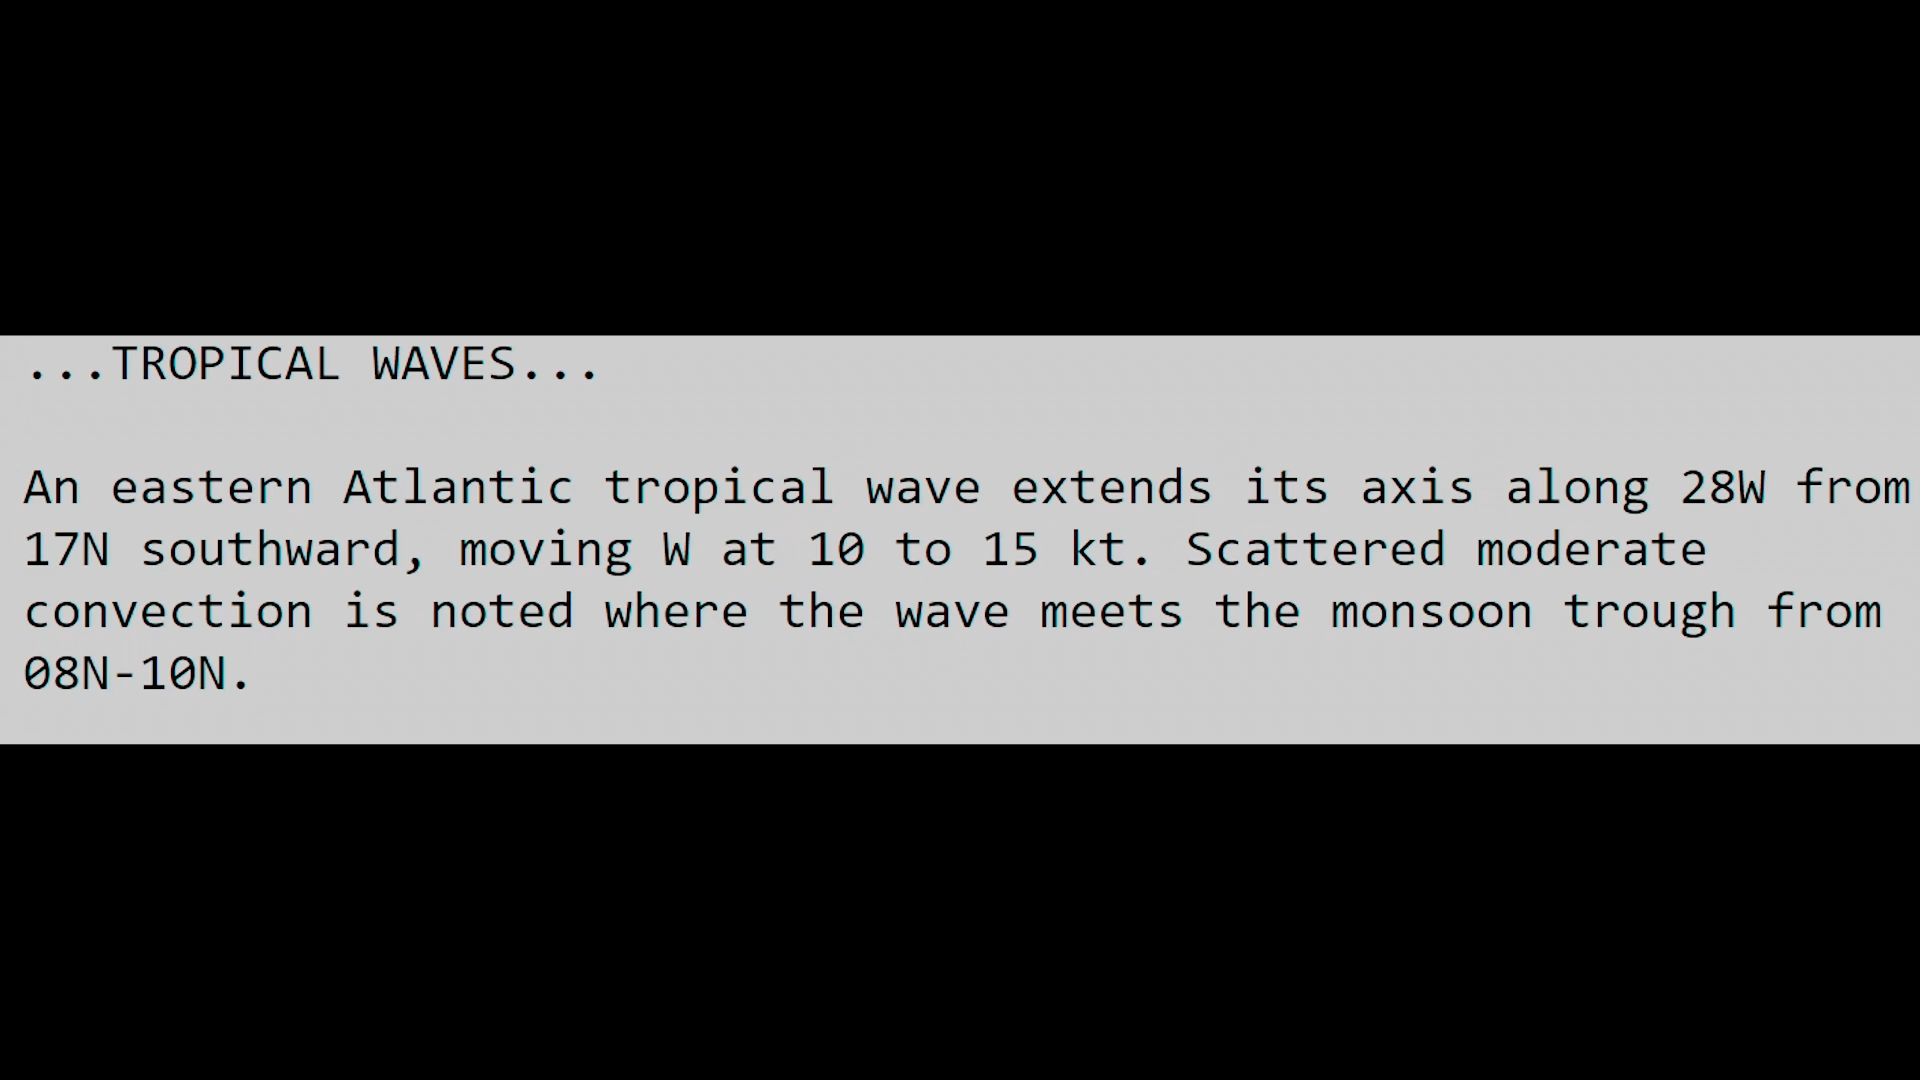 ...TROPICAL WAVES...
An eastern Atlantic tropical wave extends its axis along 28W from
17N southward, moving W at 10 to 15 kt. Scattered moderate
convection is noted where the wave meets the monsoon trough from
08N-10N.